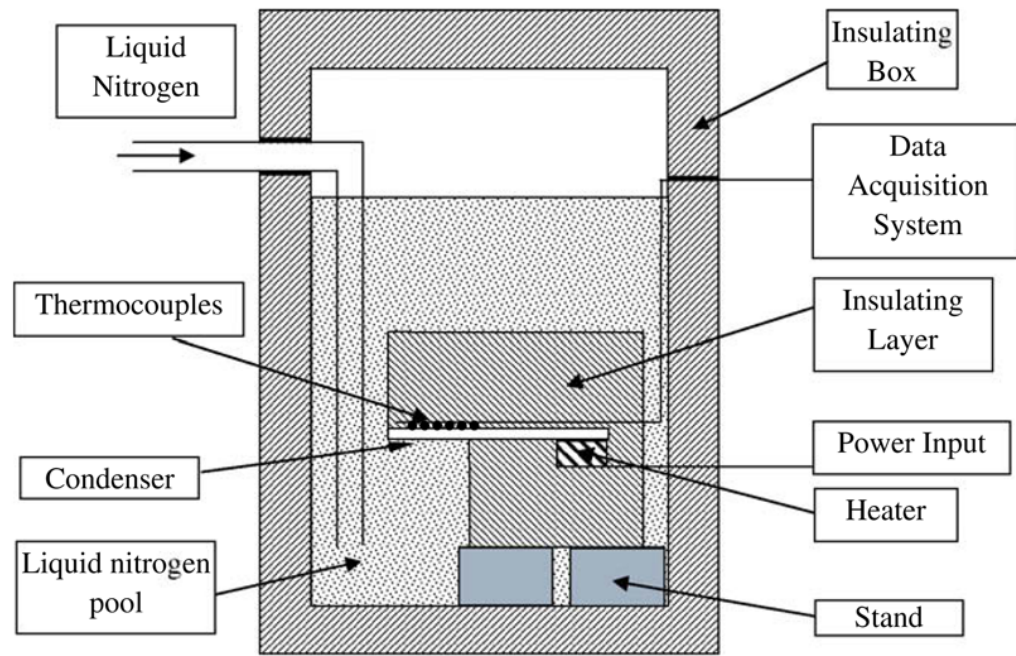 Liquid
Nitrogen
Thermocouples
Condenser
Liquid nitrogen
pool
Insulating
Box
Data
Acquisition
System
Insulating
Layer
Power Input
Heater
Stand